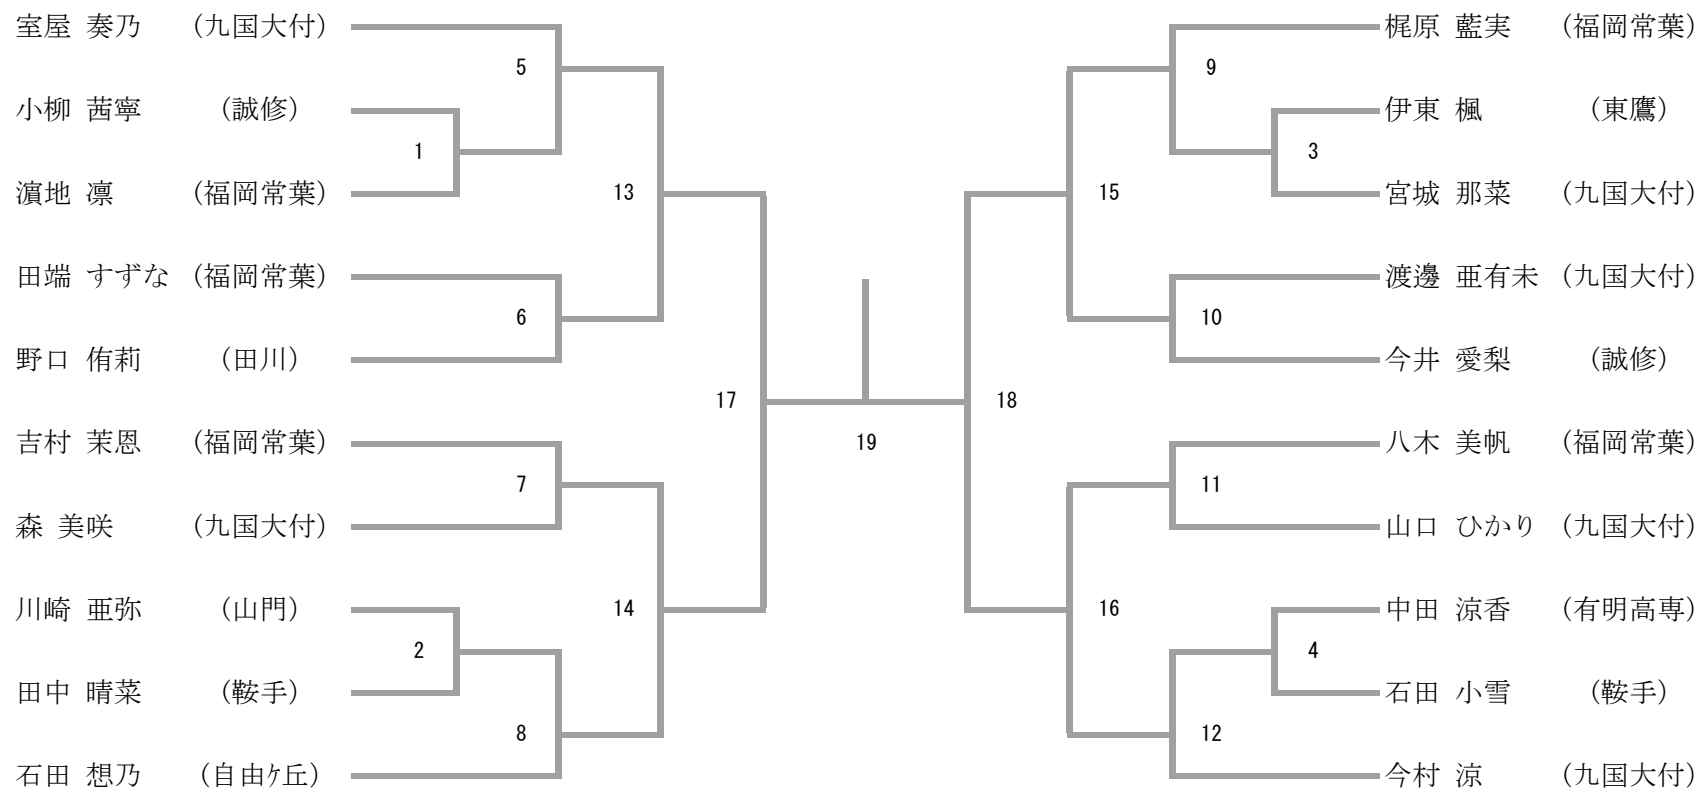 室屋 奏乃 （九国大付） 梶原 藍実 （福岡常葉）
5 9
小柳 茜寧 （誠修） 伊東 楓 （東鷹）
1 3
濵地 凛 （福岡常葉） 宮城 那菜 （九国大付）
13 15
田端 すずな （福岡常葉） 渡邊 亜有未 （九国大付）
6 10
野口 侑莉 （田川） 今井 愛梨 （誠修）
17 18
吉村 茉恩 （福岡常葉） 八木 美帆 （福岡常葉）
19
7 11
森 美咲 （九国大付） 山口 ひかり （九国大付）
川崎 亜弥 （山門） 中田 涼香 （有明高専）
14 16
2 4
田中 晴菜 （鞍手） 石田 小雪 （鞍手）
8 12
石田 想乃 （自由ｹ丘） 今村 涼 （九国大付）